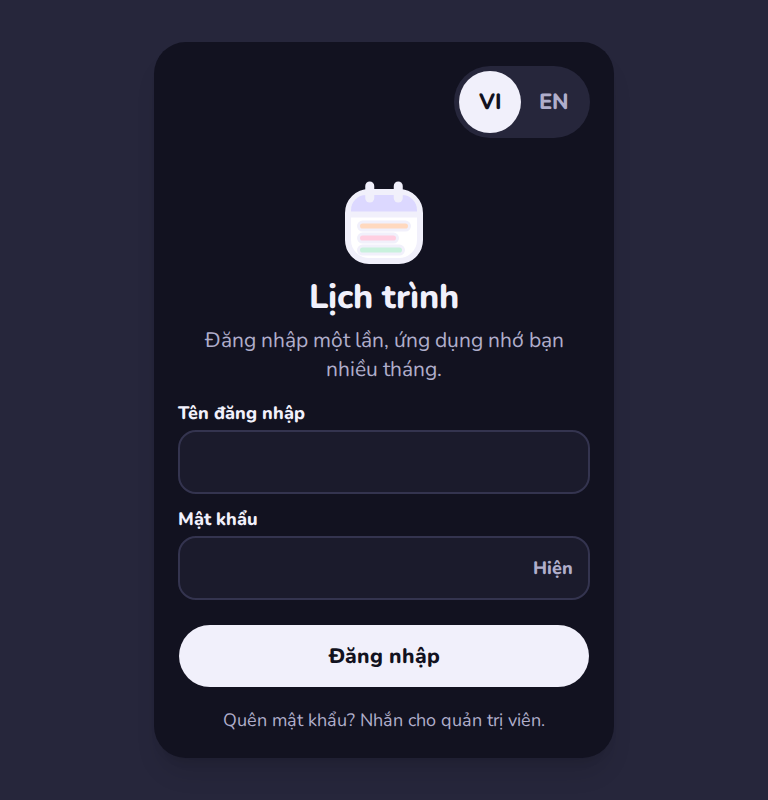 VI EN
Lịch trình
Đăng nhập một lần, ứng dụng nhớ bạn
nhiều tháng.
Tên đăng nhập
Mật khẩu
Hiện
Đăng nhập
Quên mật khẩu? Nhắn cho quản trị viên.